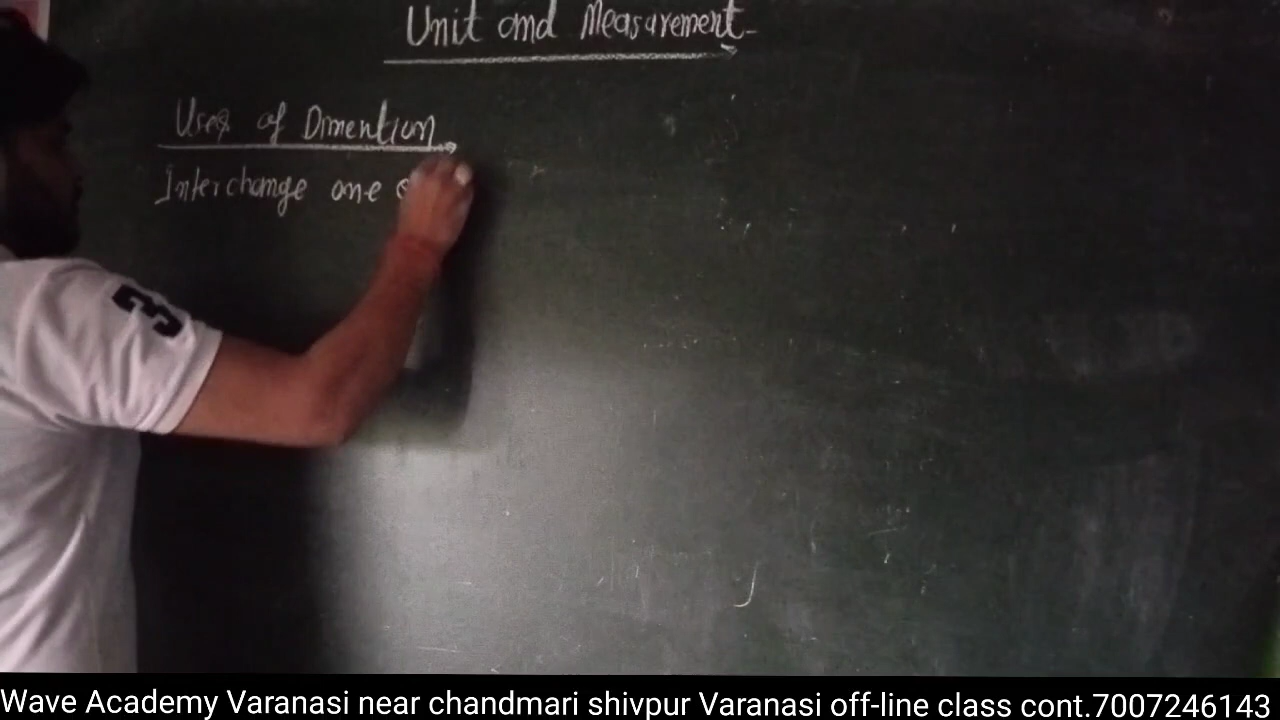 Unit and Measurement
Uses of Dimention
Interchange one
3
Wave Academy Varanasi near chandmari shivpur Varanasi off-line class cont.7007246143